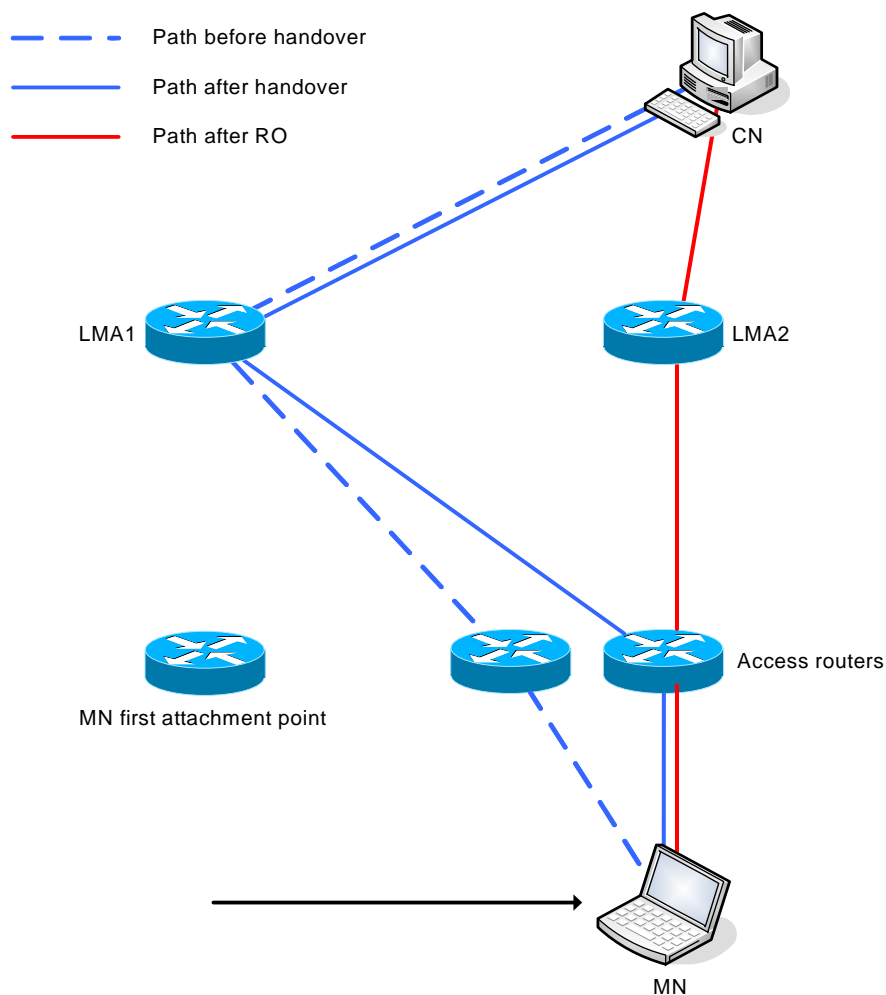 Path before handover
Path after handover
Path after RO
CN
LMA1
LMA2
Access routers
MN first attachment point
MN